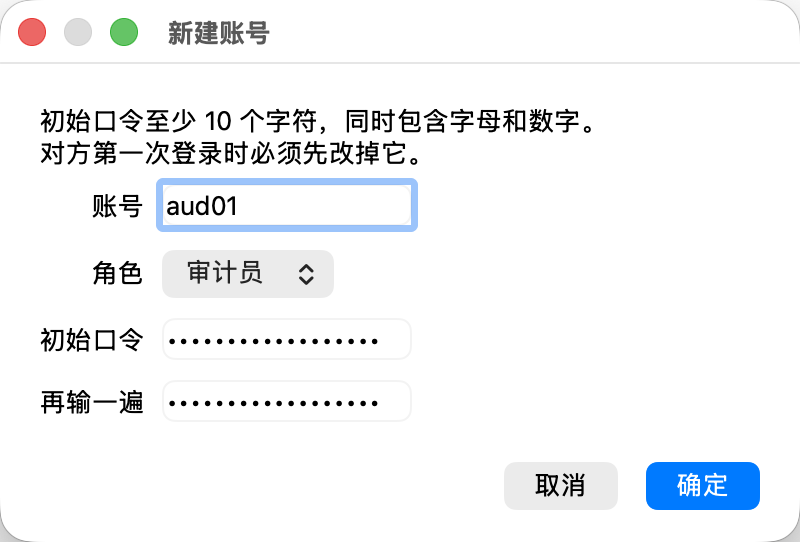 新建账号
初始口令至少 10 个字符，同时包含字母和数字。
对方第一次登录时必须先改掉它。
账号 aud01
角色 审计员
初始口令 ••••••••••••••••••
再输一遍 ••••••••••••••••••
取消 确定